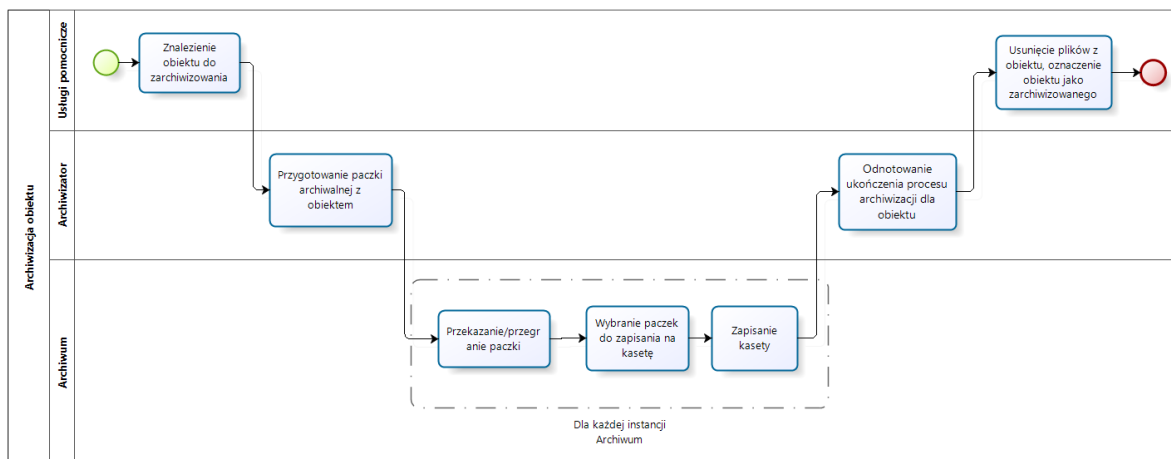 Archiwizacja obiektu
Usługi pomocnicze
Znalezienie
obiektu do
zarchiwizowania
Usunięcie plików z
obiektu, oznaczenie
obiektu jako
zarchiwizowanego
Archiwizator
Przygotowanie paczki
archiwalnej z
obiektem
Odnotowanie
ukończenia procesu
archiwizacji dla
obiektu
Archiwum
Przekazanie/przegr
anie paczki
Wybranie paczek
do zapisania na
kasetę
Zapisanie
kasety
Dla każdej instancji
Archiwum